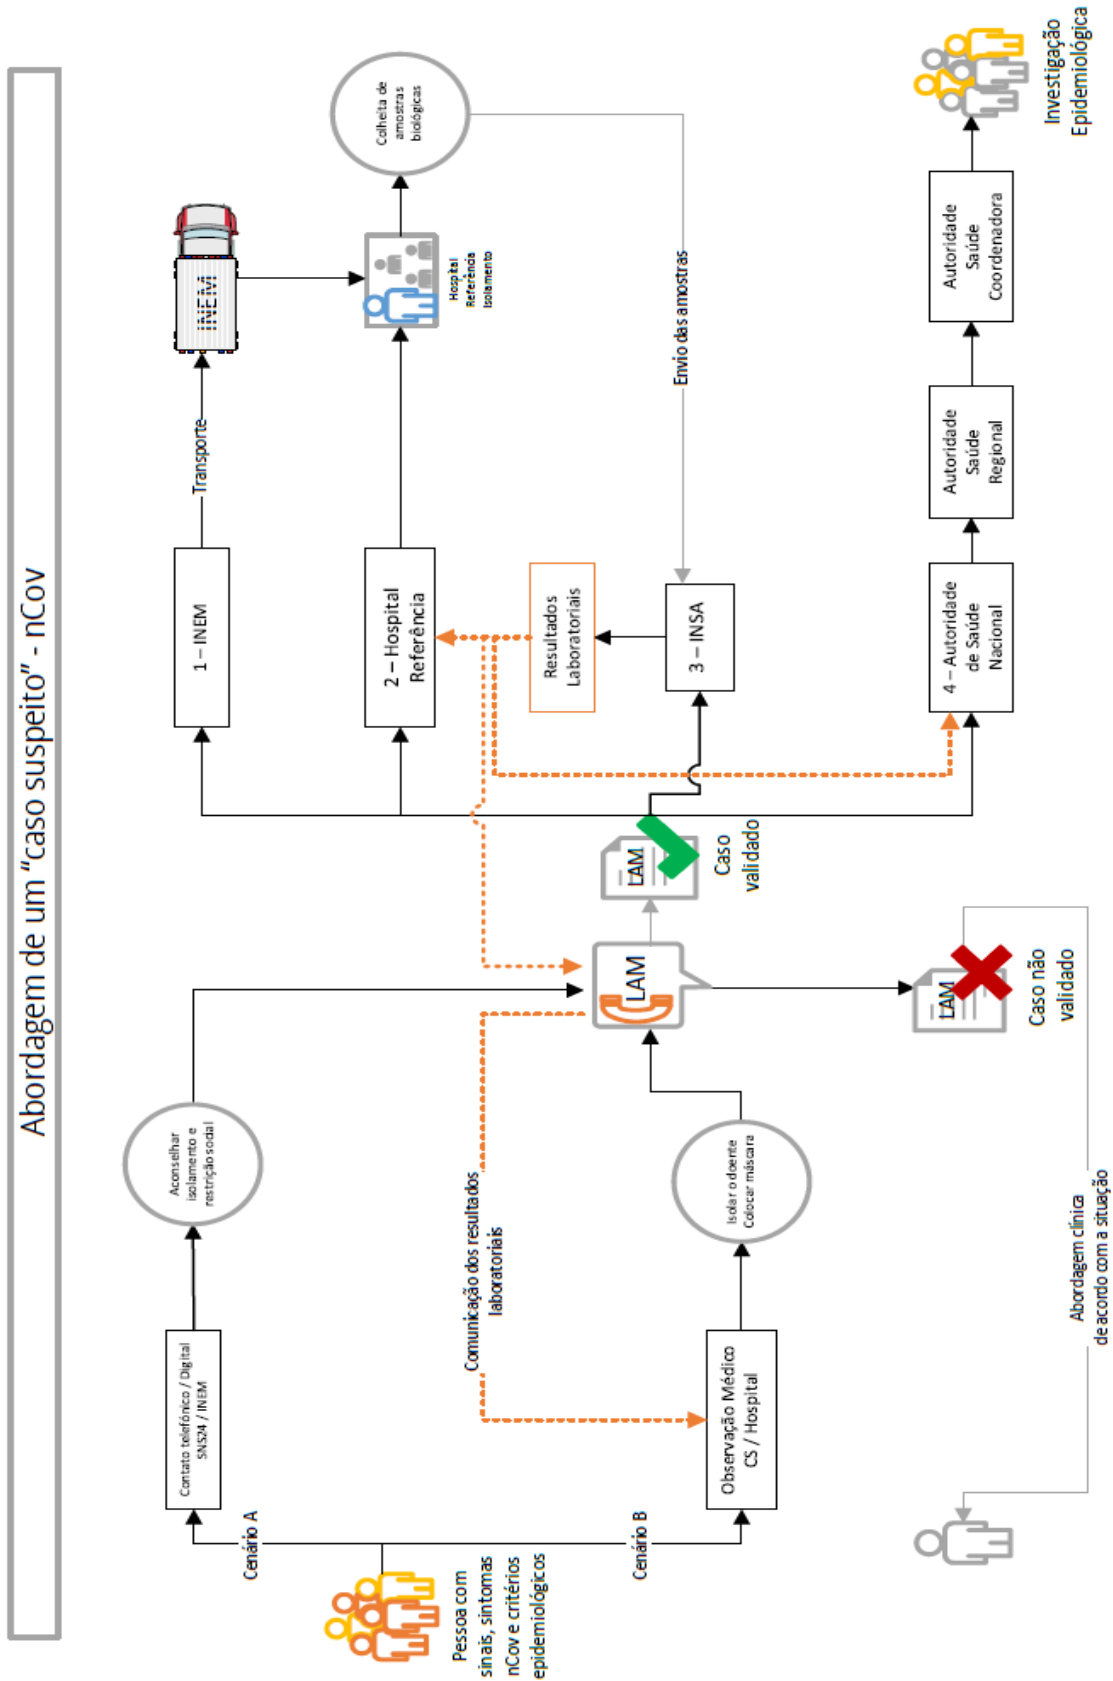 Abordagem de um "caso suspeito" - nCov
Pessoa com
sinais, sintomas
nCov e critérios
epidemiológicos
Cenário A
Cenário B
Contato telefónico / Digital
SNS24 / INEM
Aconselhar
isolamento e
restrição social
Observação Médico
CS / Hospital
Isolar o doente
Colocar máscara
Comunicação dos resultados
laboratoriais
LAM
LAM
Caso
validado
LAM
Caso não
validado
Abordagem clínica
de acordo com a situação
1 – INEM
Transporte
INEM
2 – Hospital
Referência
Hospital
Referência
Isolamento
Colheita de
amostras
biológicas
Envio das amostras
Resultados
Laboratoriais
3 – INSA
4 – Autoridade
de Saúde
Nacional
Autoridade
Saúde
Regional
Autoridade
Saúde
Coordenadora
Investigação
Epidemiológica